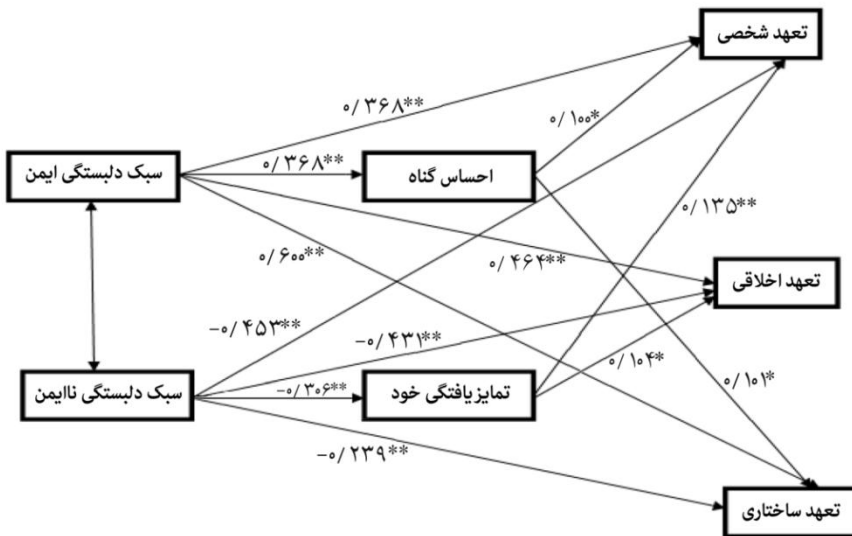 تعهد شخصی
۰/۳۶۸**
۰/۱۰۰*
سبک دلبستگی ایمن
۰/۳۶۸**
احساس گناه
۰/۱۳۵**
۰/۶۰۰**
۰/۴۶۴**
تعهد اخلاقی
-۰/۴۵۳**
-۰/۴۳۱**
۰/۱۰۴*
۰/۱۰۱*
سبک دلبستگی ناایمن
-۰/۳۰۶**
تمایزیافتگی خود
-۰/۲۳۹**
تعهد ساختاری